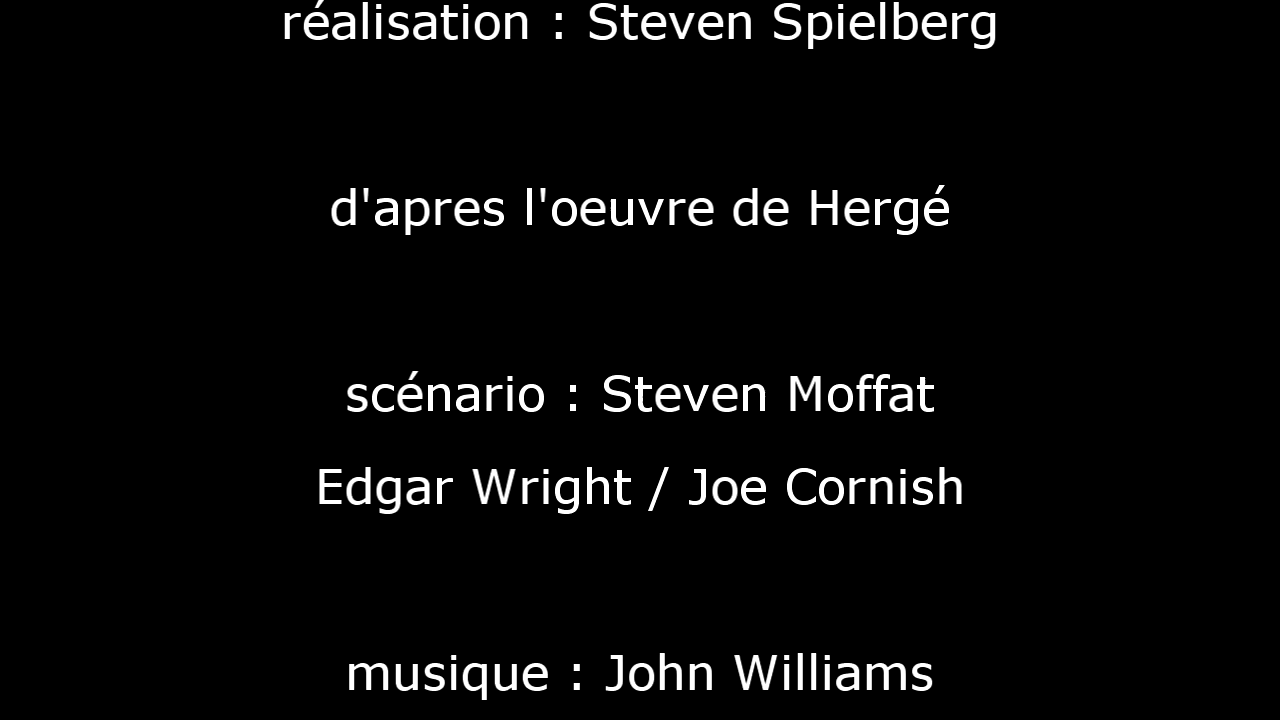 réalisation : Steven Spielberg
d'apres l'oeuvre de Hergé
scénario : Steven Moffat
Edgar Wright / Joe Cornish
musique : John Williams